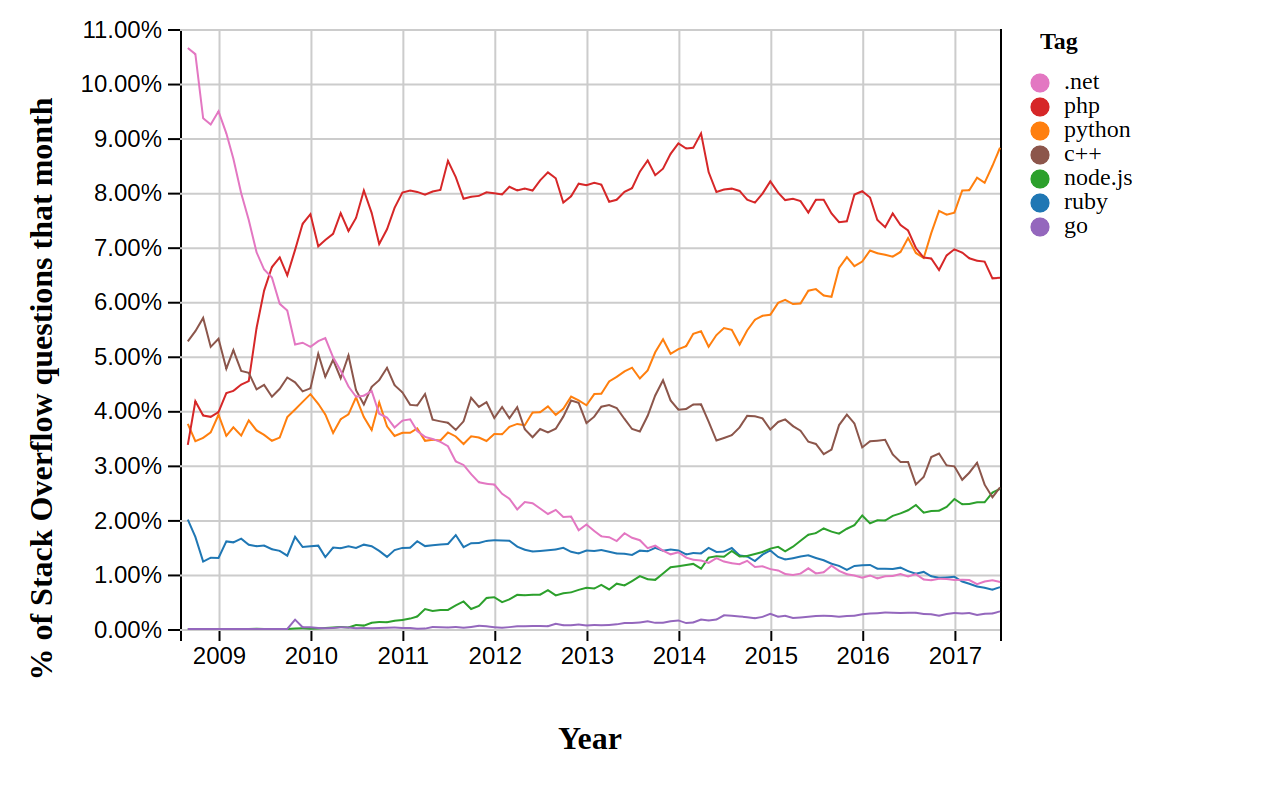 11.00%
10.00%
9.00%
8.00%
7.00%
6.00%
5.00%
4.00%
3.00%
2.00%
1.00%
0.00%
% of Stack Overflow questions that month
2009 2010 2011 2012 2013 2014 2015 2016 2017
Year
Tag
.net
php
python
c++
node.js
ruby
go